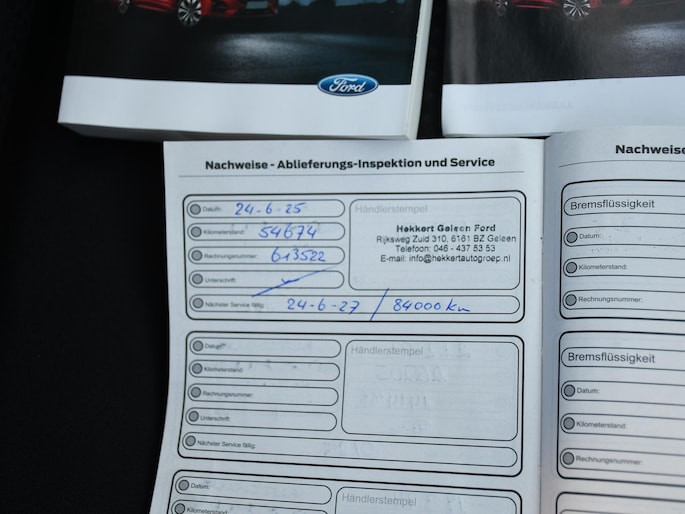 Ford
Nachweise - Ablieferungs-Inspektion und Service
Datum: 24-6-25
Kilometerstand: 54674
Rechnungsnummer: 613522
Unterschrift:
Nächster Service fällig: 24-6-27 / 84000 km
Händlerstempel
Hekkert Geleen Ford
Rijksweg Zuid 310, 6161 BZ Geleen
Telefoon: 046 - 437 53 53
E-mail: info@hekkertautogroep.nl
Datum:
Kilometerstand:
Rechnungsnummer:
Unterschrift:
Nächster Service fällig:
Händlerstempel
Datum:
Kilometerstand:
Händlerstempel
Nachweise
Bremsflüssigkeit
Datum:
Kilometerstand:
Rechnungsnummer:
Bremsflüssigkeit
Datum:
Kilometerstand:
Rechnungsnummer: